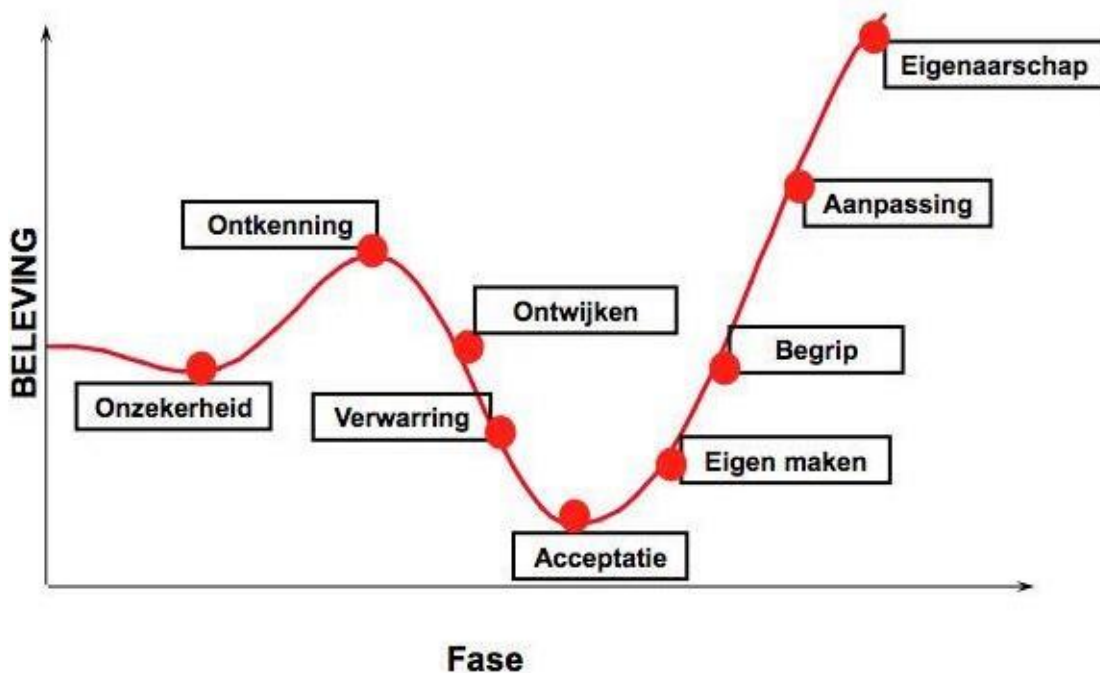 Eigenaarschap
Aanpassing
Ontkenning
Ontwijken
Begrip
Onzekerheid
Verwarring
Eigen maken
Acceptatie
BELEVING
Fase